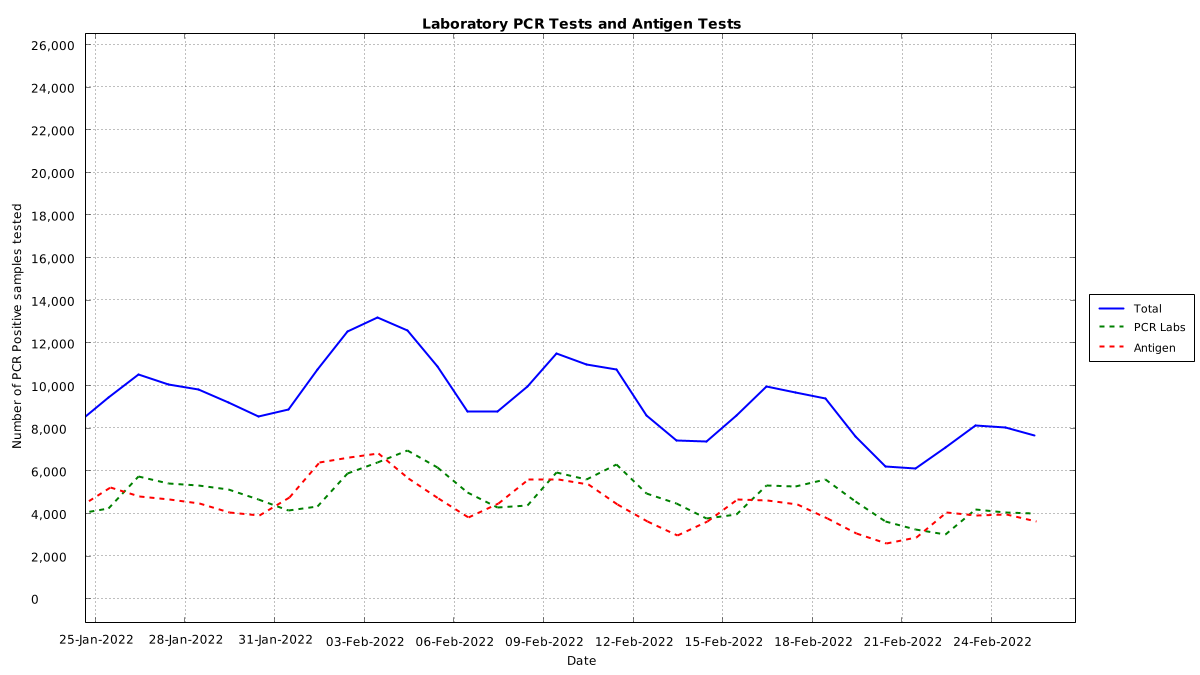 Laboratory PCR Tests and Antigen Tests
26,000
24,000
22,000
20,000
18,000
16,000
14,000
12,000
10,000
8,000
6,000
4,000
2,000
0
Number of PCR Positive samples tested
25-Jan-2022 28-Jan-2022 31-Jan-2022 03-Feb-2022 06-Feb-2022 09-Feb-2022 12-Feb-2022 15-Feb-2022 18-Feb-2022 21-Feb-2022 24-Feb-2022
Date
Total
PCR Labs
Antigen